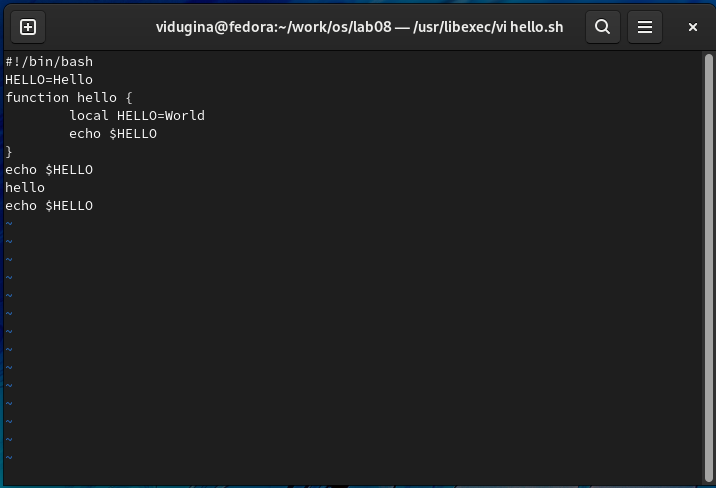 vidugina@fedora:~/work/os/lab08 — /usr/libexec/vi hello.sh
#!/bin/bash
HELLO=Hello
function hello {
        local HELLO=World
        echo $HELLO
}
echo $HELLO
hello
echo $HELLO
~
~
~
~
~
~
~
~
~
~
~
~
~
~